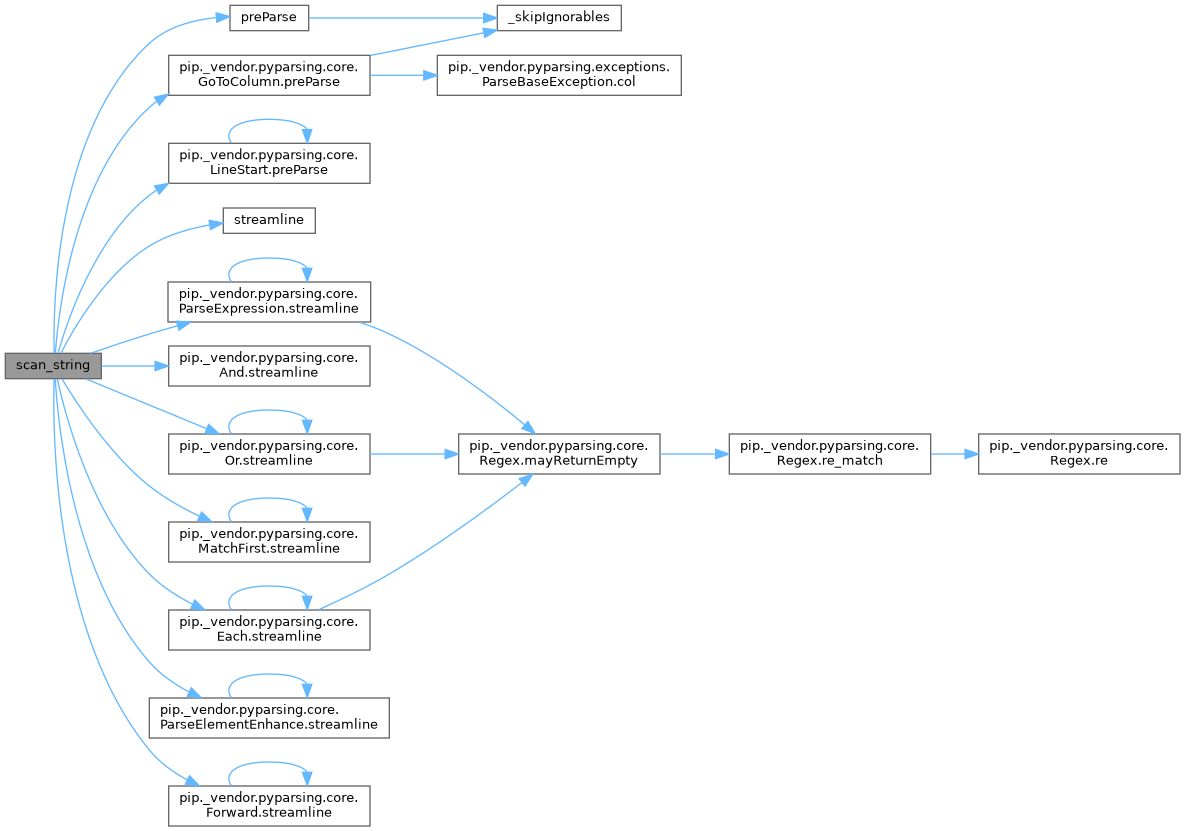 preParse
_skipIgnorables
pip._vendor.pyparsing.core.
GoToColumn.preParse
pip._vendor.pyparsing.exceptions.
ParseBaseException.col
pip._vendor.pyparsing.core.
LineStart.preParse
streamline
pip._vendor.pyparsing.core.
ParseExpression.streamline
scan_string
pip._vendor.pyparsing.core.
And.streamline
pip._vendor.pyparsing.core.
Or.streamline
pip._vendor.pyparsing.core.
Regex.mayReturnEmpty
pip._vendor.pyparsing.core.
Regex.re_match
pip._vendor.pyparsing.core.
Regex.re
pip._vendor.pyparsing.core.
MatchFirst.streamline
pip._vendor.pyparsing.core.
Each.streamline
pip._vendor.pyparsing.core.
ParseElementEnhance.streamline
pip._vendor.pyparsing.core.
Forward.streamline